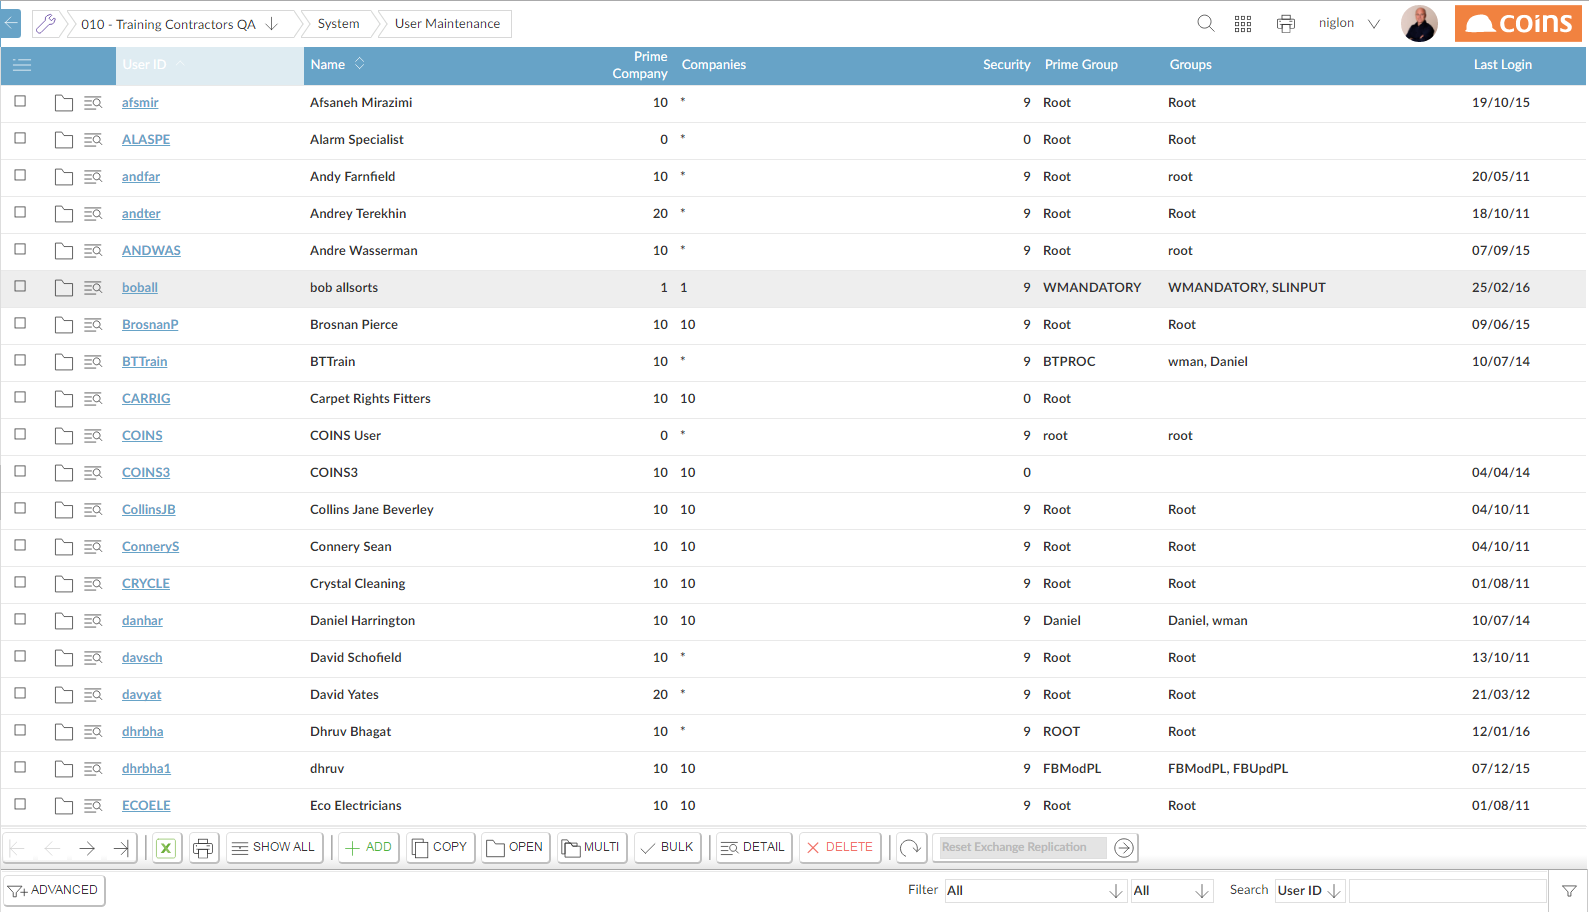 010 - Training Contractors QA System User Maintenance niglon COINS
User ID Name Prime Company Companies Security Prime Group Groups Last Login
afsmir Afsaneh Mirazimi 10 * 9 Root Root 19/10/15
ALASPE Alarm Specialist 0 * 0 Root Root
andfar Andy Farnfield 10 * 9 Root root 20/05/11
andter Andrey Terekhin 20 * 9 Root Root 18/10/11
ANDWAS Andre Wasserman 10 * 9 Root root 07/09/15
boball bob allsorts 1 1 9 WMANDATORY WMANDATORY, SLINPUT 25/02/16
BrosnanP Brosnan Pierce 10 10 9 Root Root 09/06/15
BTTrain BTTrain 10 * 9 BTPROC wman, Daniel 10/07/14
CARRIG Carpet Rights Fitters 10 10 0 Root
COINS COINS User 0 * 9 root root
COINS3 COINS3 10 10 0 04/04/14
CollinsJB Collins Jane Beverley 10 10 9 Root Root 04/10/11
ConneryS Connery Sean 10 10 9 Root Root 04/10/11
CRYCLE Crystal Cleaning 10 10 9 Root Root 01/08/11
danhar Daniel Harrington 10 10 9 Daniel Daniel, wman 10/07/14
davsch David Schofield 10 * 9 Root Root 13/10/11
davyat David Yates 20 * 9 Root Root 21/03/12
dhrbha Dhruv Bhagat 10 * 9 ROOT Root 12/01/16
dhrbha1 dhruv 10 10 9 FBModPL FBModPL, FBUpdPL 07/12/15
ECOELE Eco Electricians 10 10 9 Root Root 01/08/11
SHOW ALL ADD COPY OPEN MULTI BULK DETAIL DELETE Reset Exchange Replication
ADVANCED Filter All All Search User ID